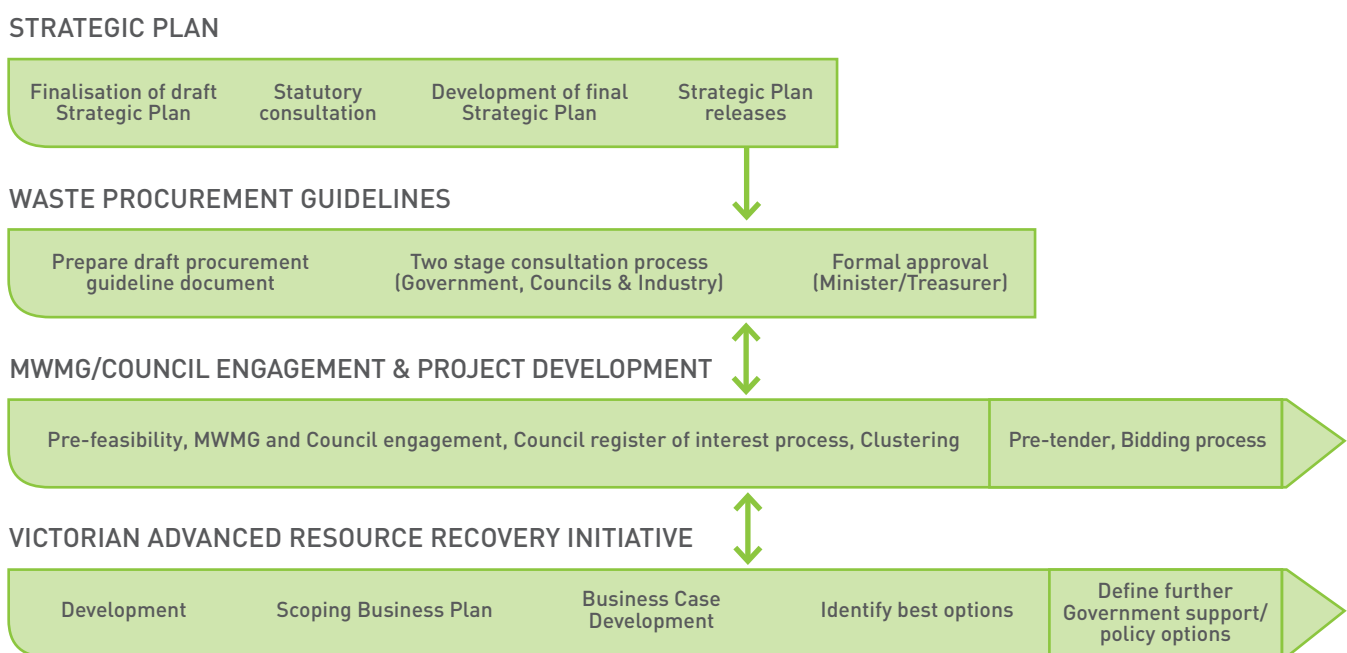 STRATEGIC PLAN
Finalisation of draft
Strategic Plan
Statutory
consultation
Development of final
Strategic Plan
Strategic Plan
releases
WASTE PROCUREMENT GUIDELINES
Prepare draft procurement
guideline document
Two stage consultation process
(Government, Councils & Industry)
Formal approval
(Minister/Treasurer)
MWMG/COUNCIL ENGAGEMENT & PROJECT DEVELOPMENT
Pre-feasibility, MWMG and Council engagement, Council register of interest process, Clustering
Pre-tender, Bidding process
VICTORIAN ADVANCED RESOURCE RECOVERY INITIATIVE
Development
Scoping Business Plan
Business Case
Development
Identify best options
Define further
Government support/
policy options